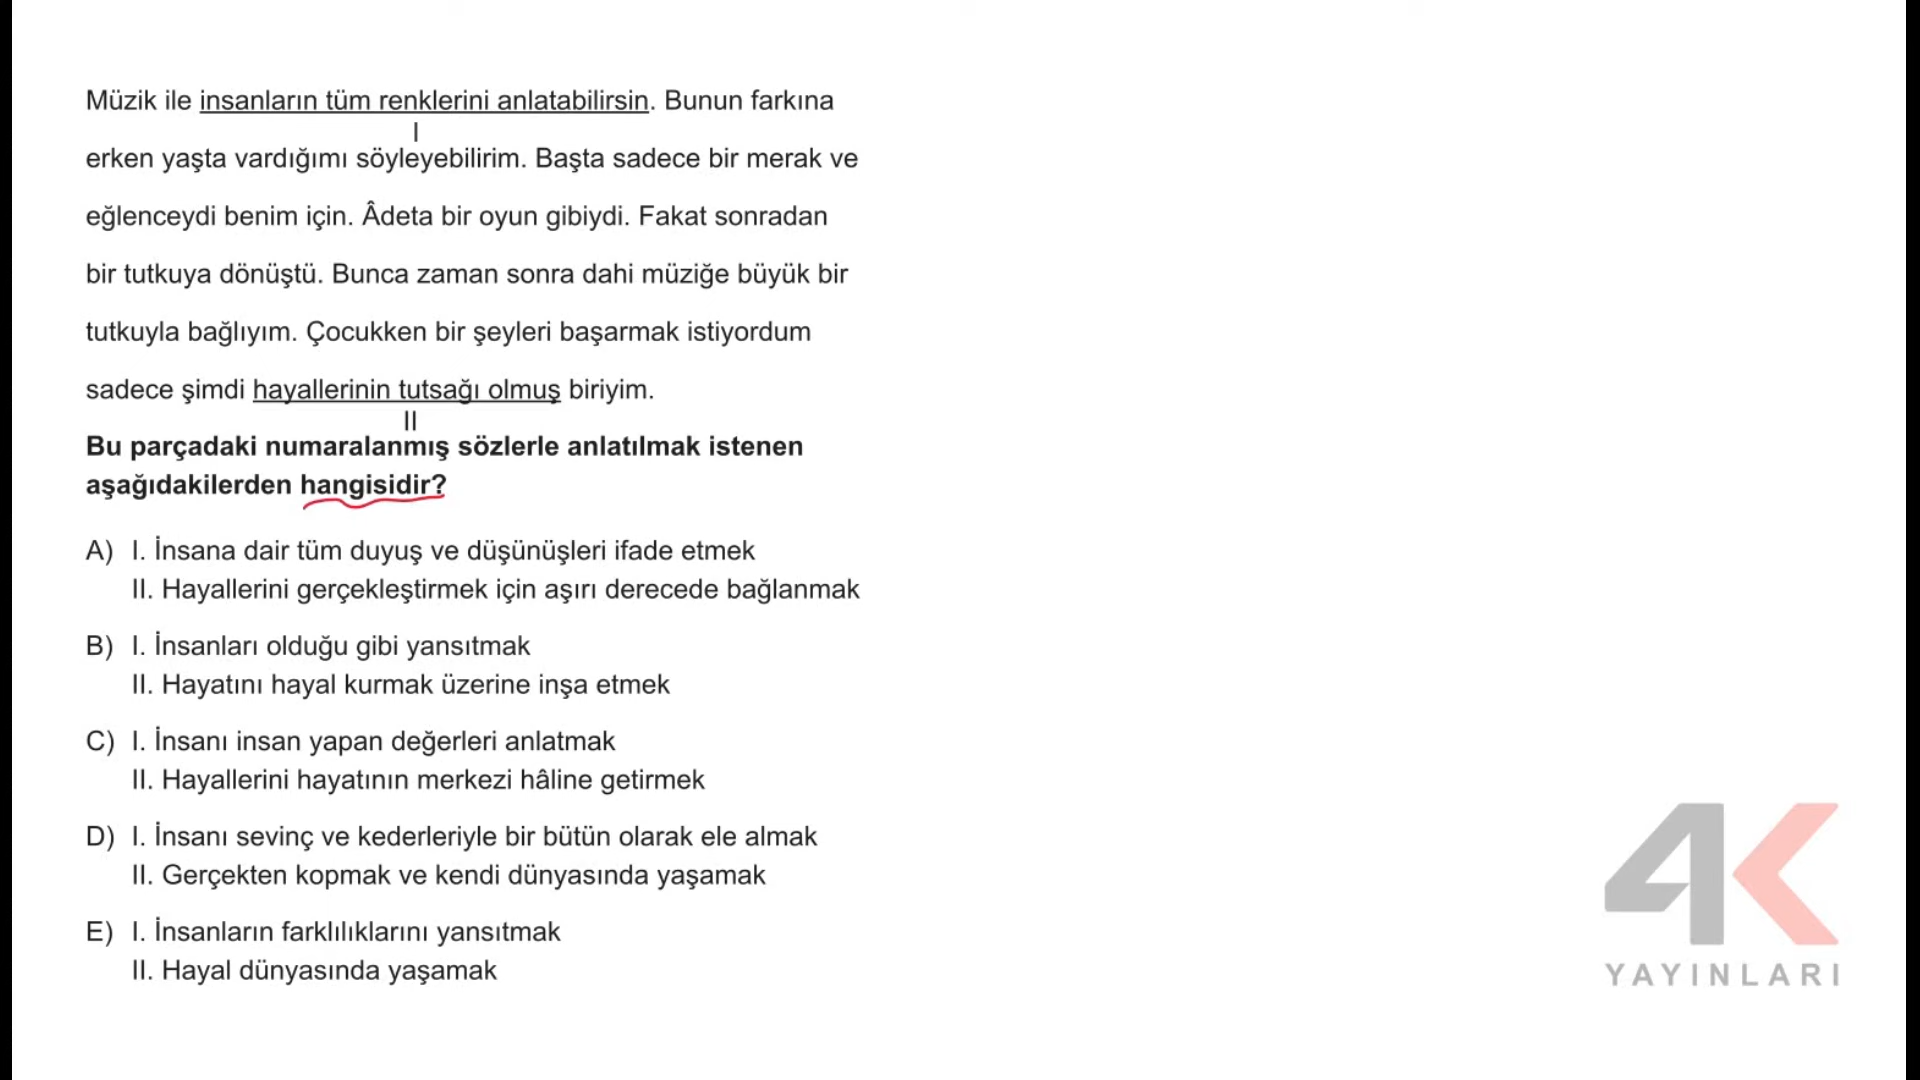 Müzik ile insanların tüm renklerini anlatabilirsin. Bunun farkına
I
erken yaşta vardığımı söyleyebilirim. Başta sadece bir merak ve
eğlenceydi benim için. Âdeta bir oyun gibiydi. Fakat sonradan
bir tutkuya dönüştü. Bunca zaman sonra dahi müziğe büyük bir
tutkuyla bağlıyım. Çocukken bir şeyleri başarmak istiyordum
sadece şimdi hayallerinin tutsağı olmuş biriyim.
II
Bu parçadaki numaralanmış sözlerle anlatılmak istenen
aşağıdakilerden hangisidir?
A) I. İnsana dair tüm duyuş ve düşünüşleri ifade etmek
II. Hayallerini gerçekleştirmek için aşırı derecede bağlanmak
B) I. İnsanları olduğu gibi yansıtmak
II. Hayatını hayal kurmak üzerine inşa etmek
C) I. İnsanı insan yapan değerleri anlatmak
II. Hayallerini hayatının merkezi hâline getirmek
D) I. İnsanı sevinç ve kederleriyle bir bütün olarak ele almak
II. Gerçekten kopmak ve kendi dünyasında yaşamak
E) I. İnsanların farklılıklarını yansıtmak
II. Hayal dünyasında yaşamak
4K
YAYINLARI